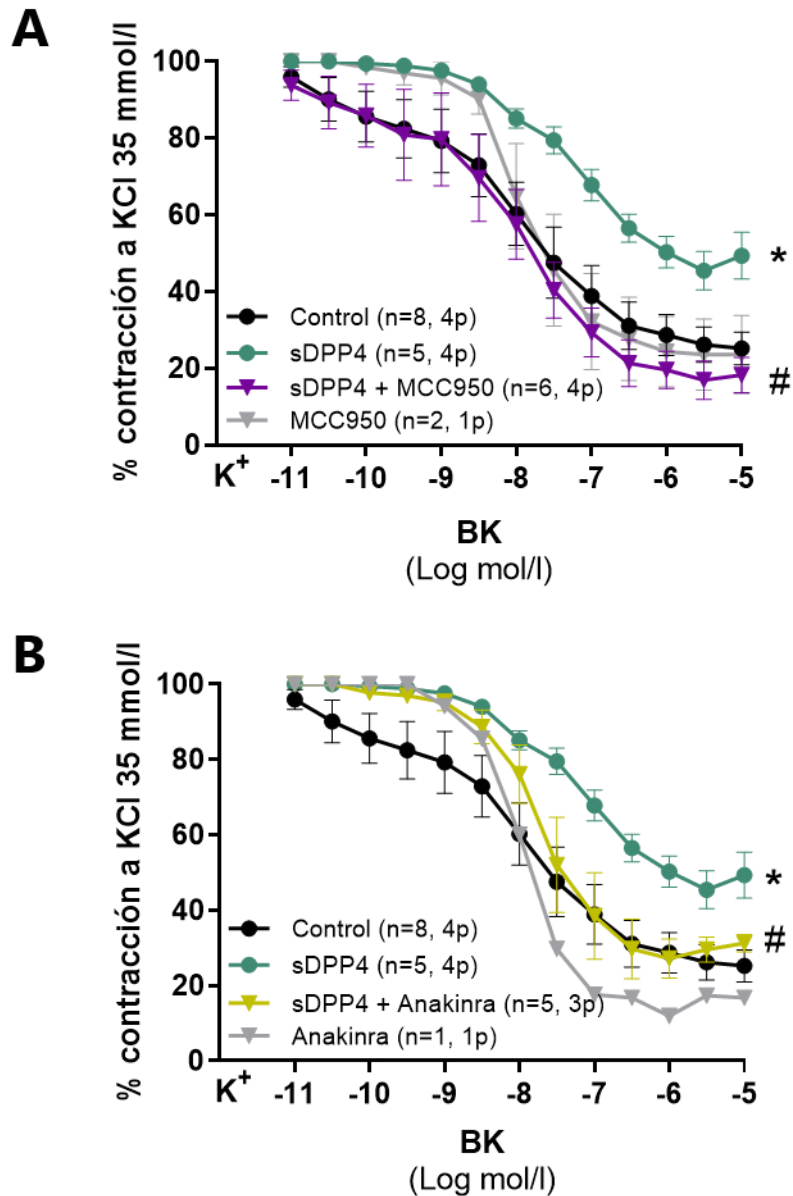 A
% contracción a KCl 35 mmol/l
100
80
60
40
20
0
Control (n=8, 4p)
sDPP4 (n=5, 4p)
sDPP4 + MCC950 (n=6, 4p)
MCC950 (n=2, 1p)
*
#
K+ -11 -10 -9 -8 -7 -6 -5
BK
(Log mol/l)
B
% contracción a KCl 35 mmol/l
100
80
60
40
20
0
Control (n=8, 4p)
sDPP4 (n=5, 4p)
sDPP4 + Anakinra (n=5, 3p)
Anakinra (n=1, 1p)
*
#
K+ -11 -10 -9 -8 -7 -6 -5
BK
(Log mol/l)